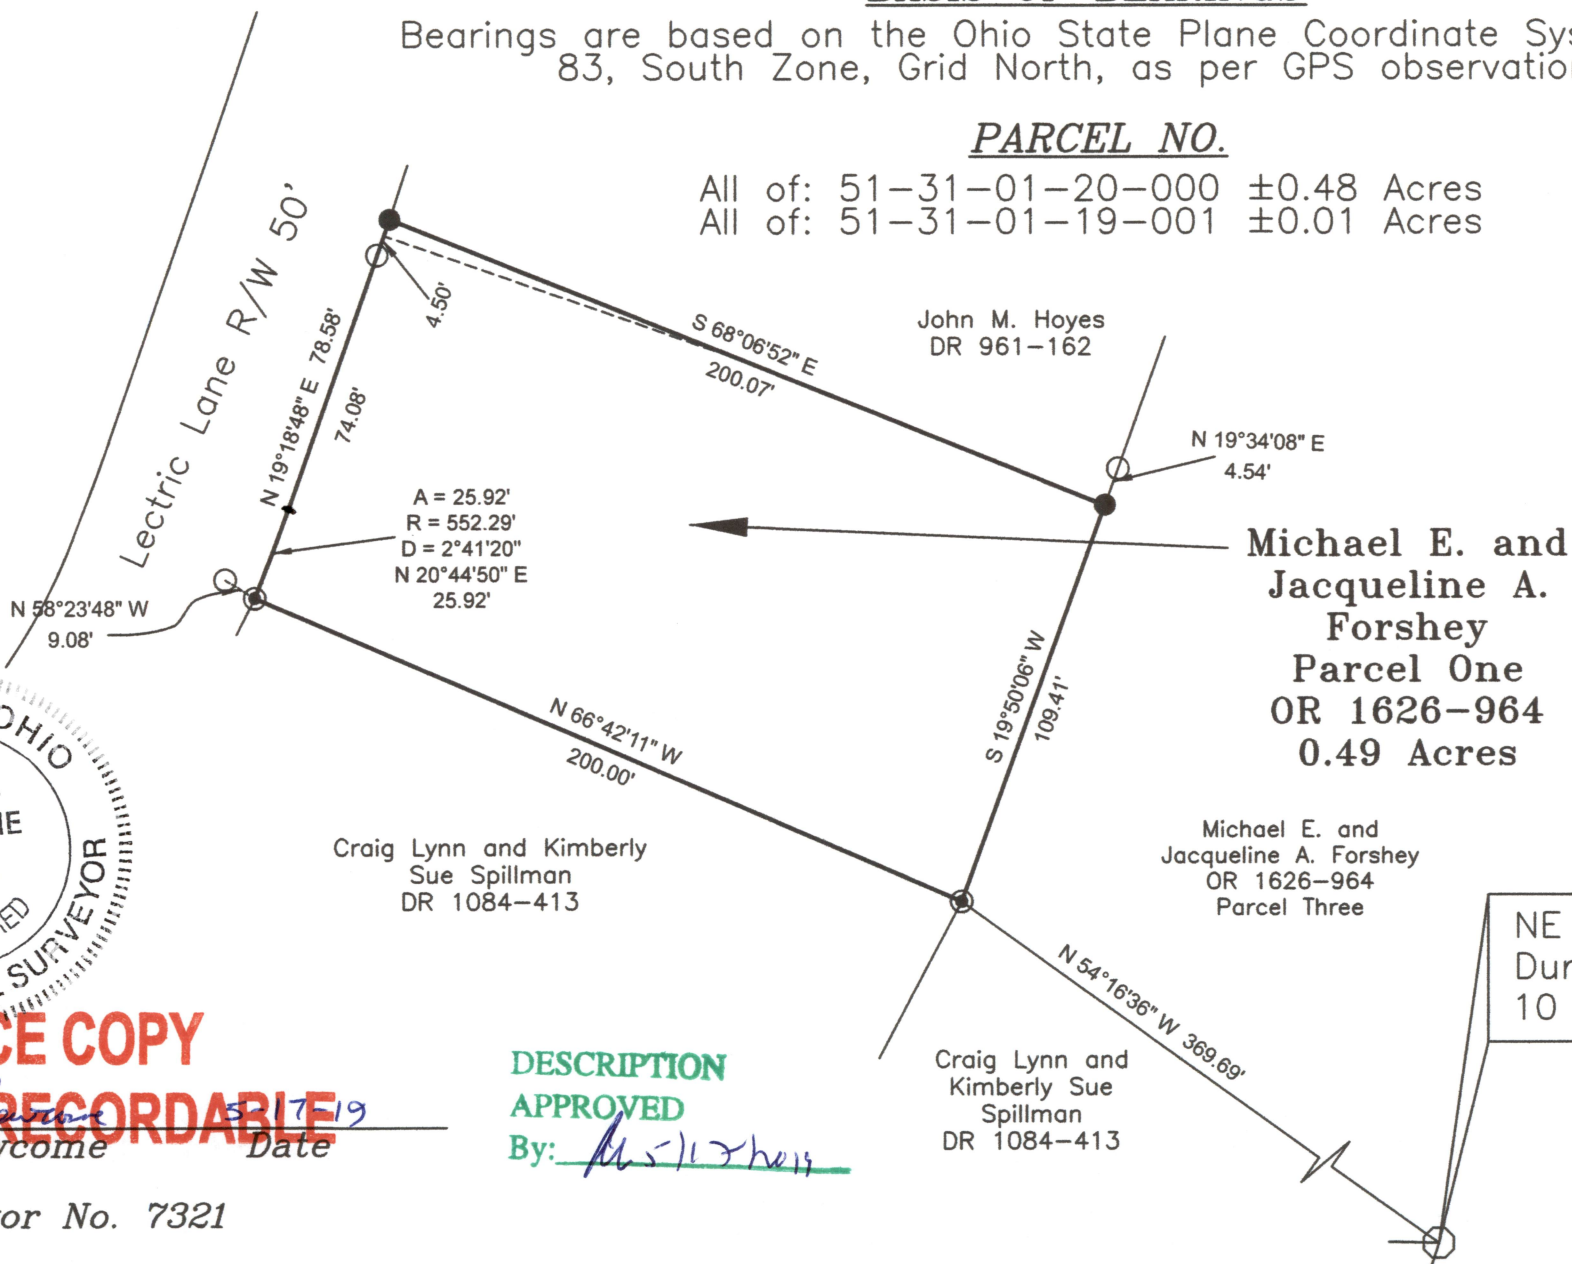 Bearings are based on the Ohio State Plane Coordinate
83, South Zone, Grid North, as per GPS
PARCEL NO.
All of: 51-31-01-20-000 ±0.48 Acres
All of: 51-31-01-19-001 ±0.01 Acres
Lectric Lane R/W 50'
4.50'
S 68°06'52" E
200.07'
John M. Hoyes
DR 961-162
N 19°18'48" E 78.58'
74.08'
N 19°34'08" E
4.54'
A = 25.92'
R = 552.29'
D = 2°41'20"
N 20°44'50" E
25.92'
N 58°23'48" W
9.08'
Michael E. and
Jacqueline A.
Forshey
Parcel One
OR 1626-964
0.49 Acres
S 19°50'06" W
109.41'
N 66°42'11" W
200.00'
Craig Lynn and Kimberly
Sue Spillman
DR 1084-413
Michael E. and
Jacqueline A. Forshey
OR 1626-964
Parcel Three
OHIO
SURVEYOR
NE
Dur
10
N 54°16'36" W 369.69'
CE COPY
RECORDABLE
5-17-19
ycome Date
or No. 7321
DESCRIPTION
APPROVED
By:
Craig Lynn and
Kimberly Sue
Spillman
DR 1084-413